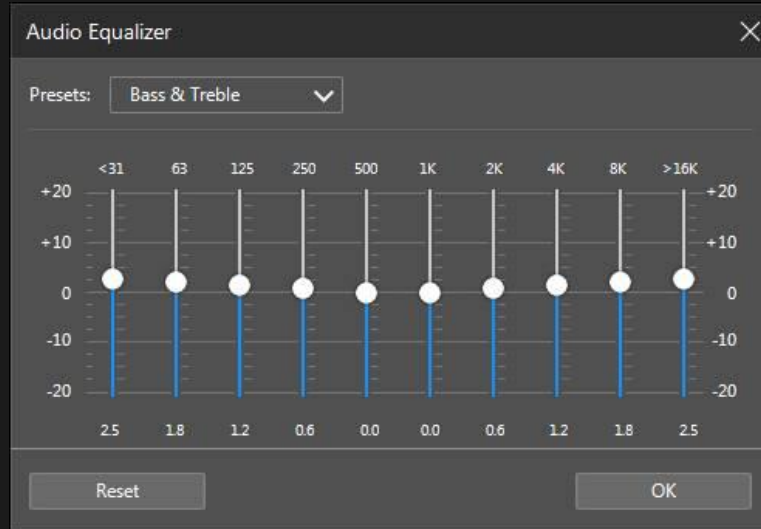 Audio Equalizer
Presets: Bass & Treble
<31 63 125 250 500 1K 2K 4K 8K >16K
+20 +20
+10 +10
0 0
-10 -10
-20 -20
2.5 1.8 1.2 0.6 0.0 0.0 0.6 1.2 1.8 2.5
Reset OK